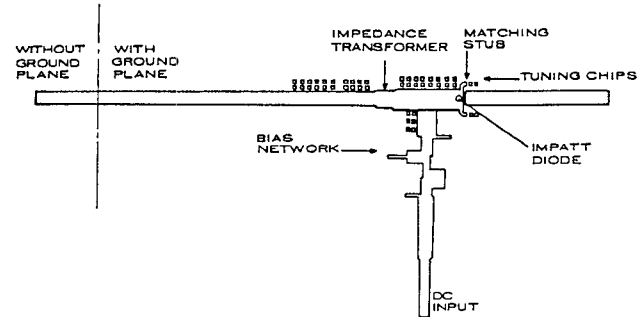 WITHOUT
GROUND
PLANE
WITH
GROUND
PLANE
IMPEDANCE
TRANSFORMER
MATCHING
STUB
TUNING CHIPS
BIAS
NETWORK
IMPATT
DIODE
DC
INPUT